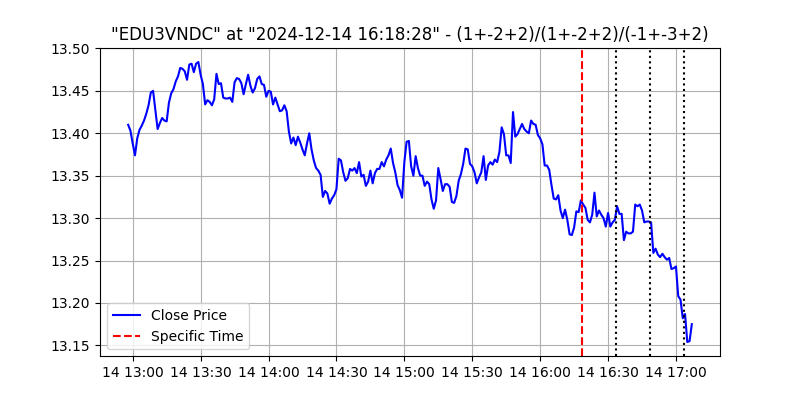 "EDU3VNDC" at "2024-12-14 16:18:28" - (1+-2+2)/(1+-2+2)/(-1+-3+2)
13.50
13.45
13.40
13.35
13.30
13.25
13.20
13.15
Close Price
Specific Time
14 13:00 14 13:30 14 14:00 14 14:30 14 15:00 14 15:30 14 16:00 14 16:30 14 17:00